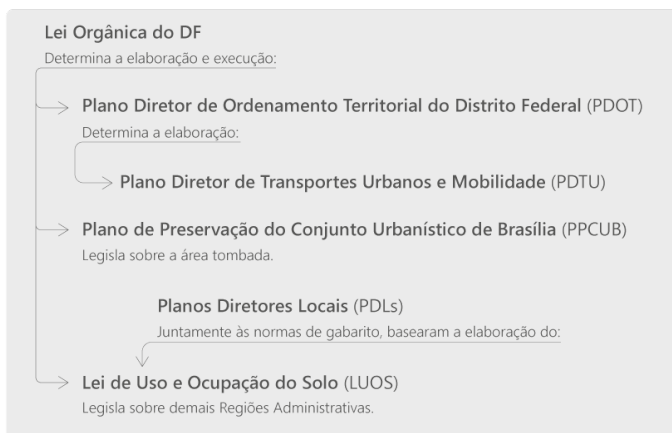 Lei Orgânica do DF
Determina a elaboração e execução:
Plano Diretor de Ordenamento Territorial do Distrito Federal (PDOT)
Determina a elaboração:
Plano Diretor de Transportes Urbanos e Mobilidade (PDTU)
Plano de Preservação do Conjunto Urbanístico de Brasília (PPCUB)
Legisla sobre a área tombada.
Planos Diretores Locais (PDLs)
Juntamente às normas de gabarito, basearam a elaboração do:
Lei de Uso e Ocupação do Solo (LUOS)
Legisla sobre demais Regiões Administrativas.